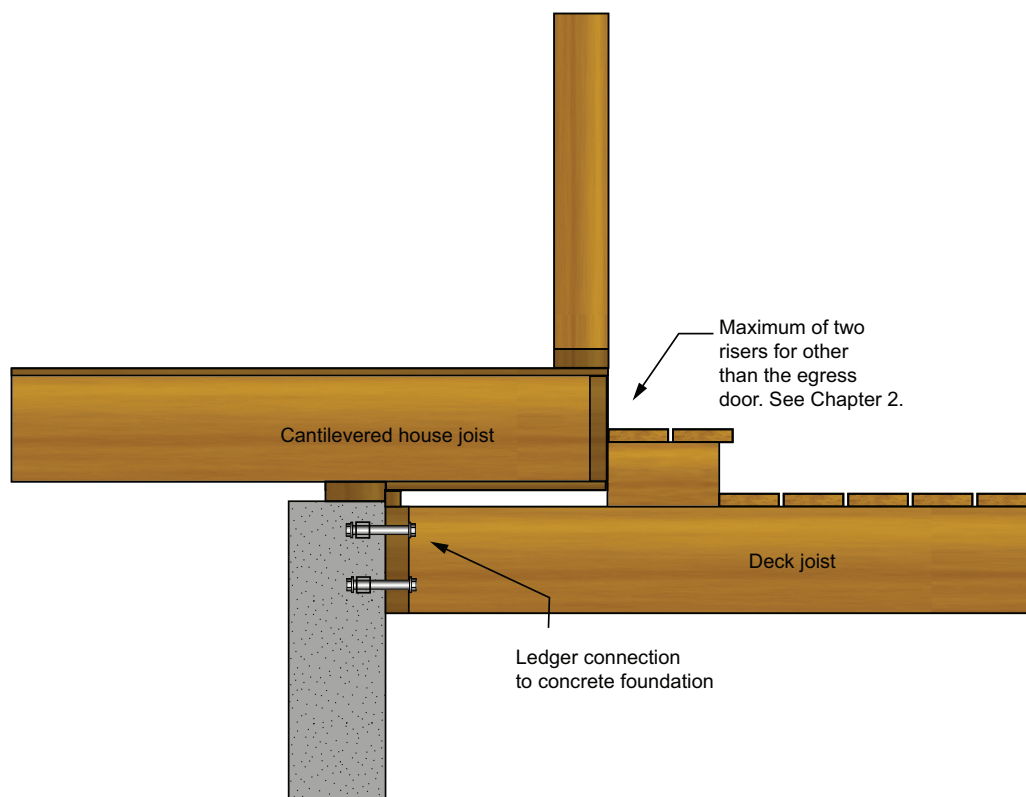 Maximum of two
risers for other
than the egress
door. See Chapter 2.
Cantilevered house joist
Deck joist
Ledger connection
to concrete foundation